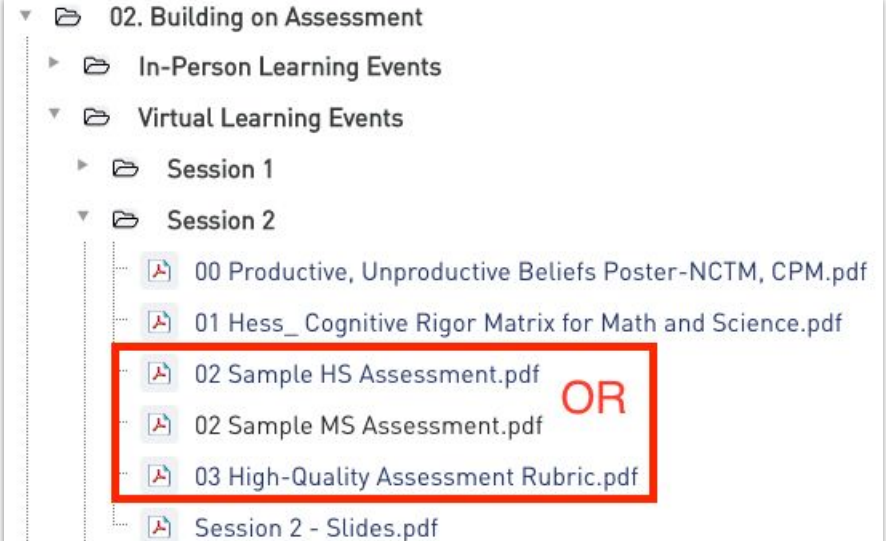 02. Building on Assessment
In-Person Learning Events
Virtual Learning Events
Session 1
Session 2
00 Productive, Unproductive Beliefs Poster-NCTM, CPM.pdf
01 Hess_ Cognitive Rigor Matrix for Math and Science.pdf
02 Sample HS Assessment.pdf
OR
02 Sample MS Assessment.pdf
03 High-Quality Assessment Rubric.pdf
Session 2 - Slides.pdf